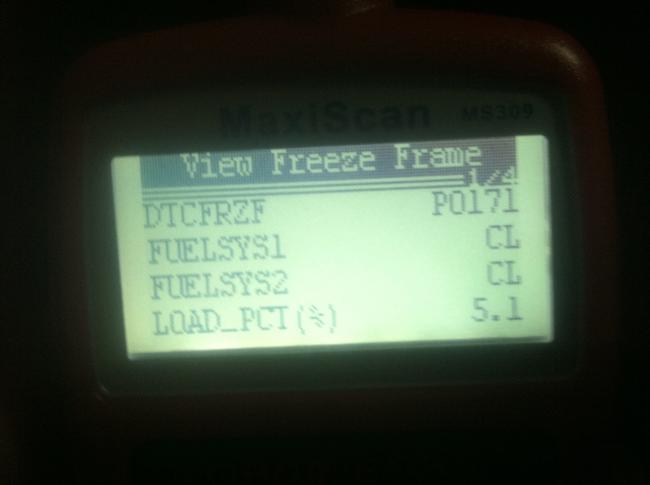 MaxiScan MS309
View Freeze Frame
1/4
DTCFRZF P0171
FUELSYS1 CL
FUELSYS2 CL
LOAD_PCT(%) 5.1